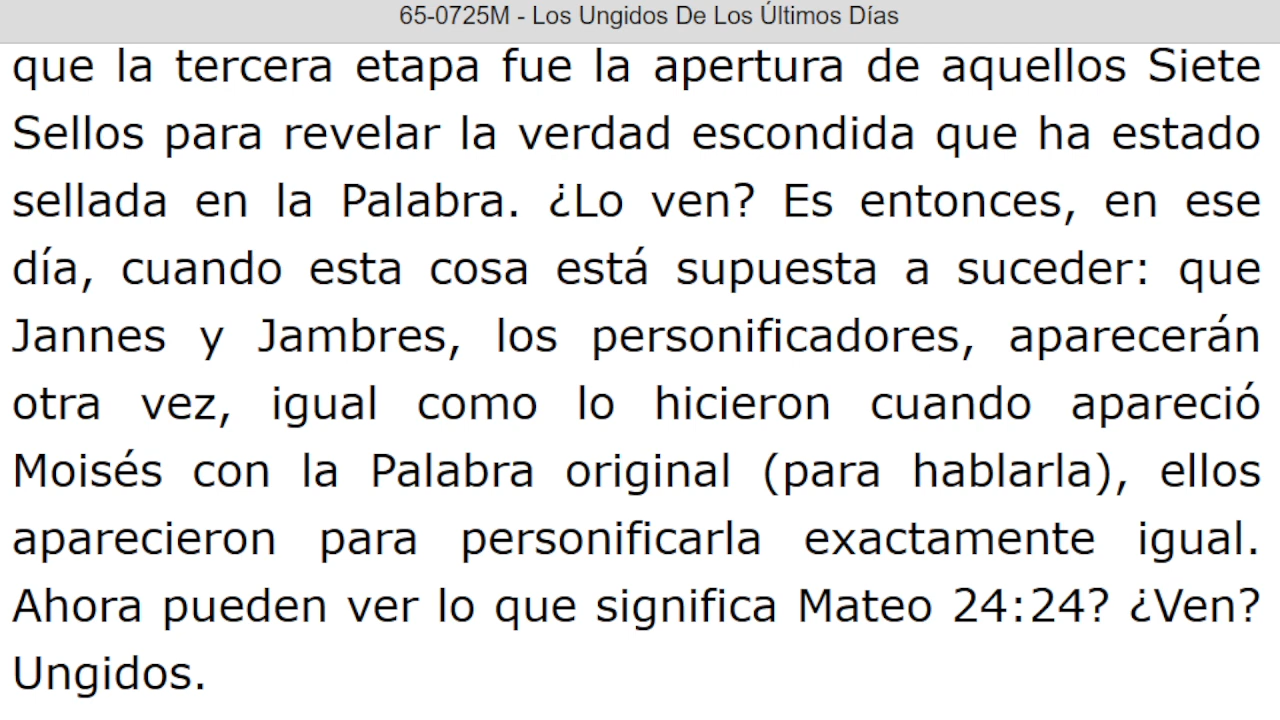 65-0725M - Los Ungidos De Los Últimos Días
que la tercera etapa fue la apertura de aquellos Siete
Sellos para revelar la verdad escondida que ha estado
sellada en la Palabra. ¿Lo ven? Es entonces, en ese
día, cuando esta cosa está supuesta a suceder: que
Jannes y Jambres, los personificadores, aparecerán
otra vez, igual como lo hicieron cuando apareció
Moisés con la Palabra original (para hablarla), ellos
aparecieron para personificarla exactamente igual.
Ahora pueden ver lo que significa Mateo 24:24? ¿Ven?
Ungidos.